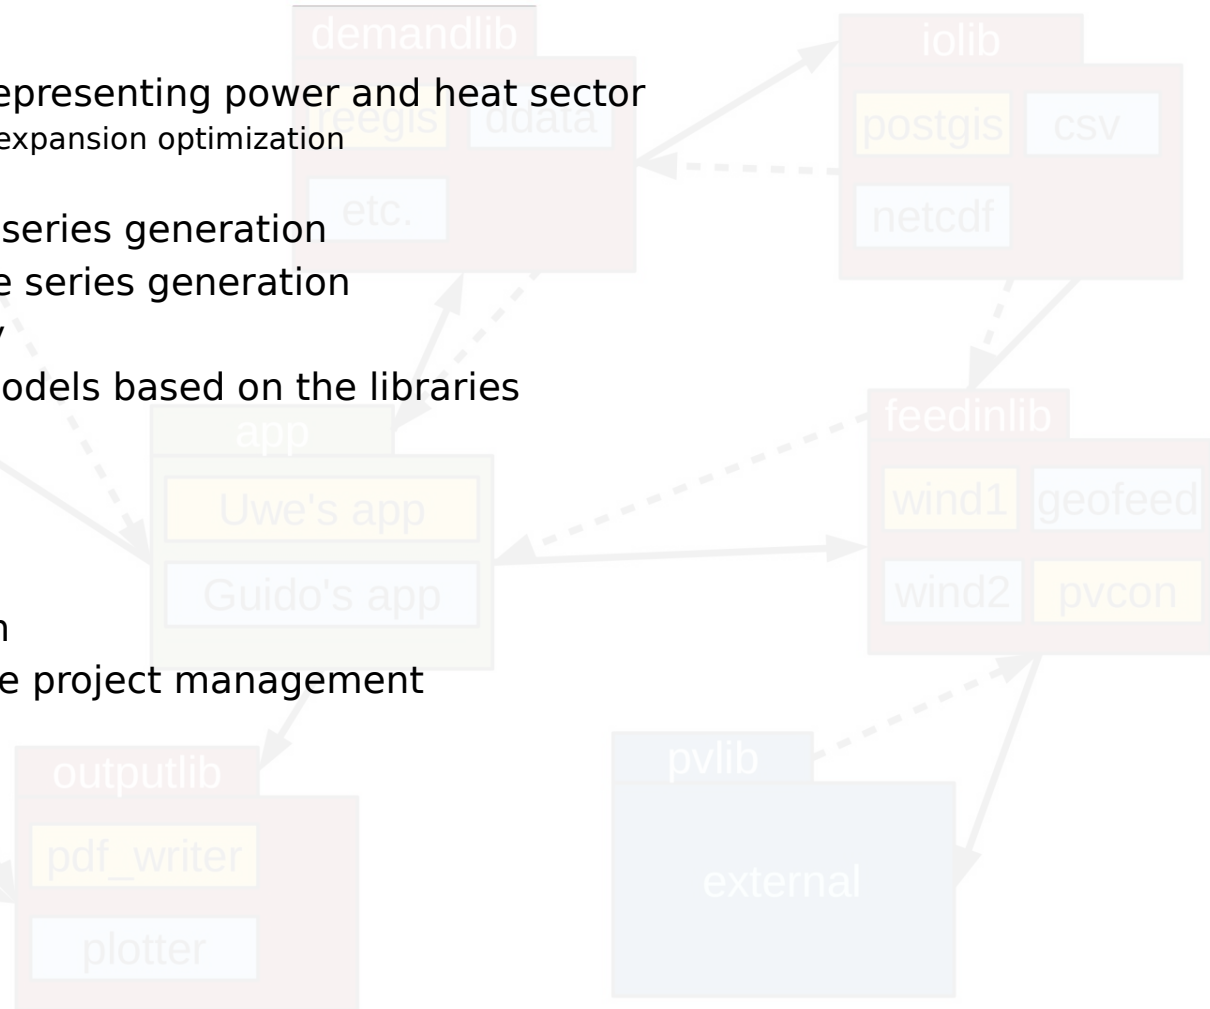 demandlib
iolib
epresenting power and heat sector
reegis
ddata
postgis
csv
expansion optimization
etc.
netcdf
series generation
e series generation
y
odels based on the libraries
app
feedinlib
Uwe's app
wind1
geofeed
Guido's app
wind2
pvcon
n
e project management
outputlib
pvlib
pdf_writer
external
plotter